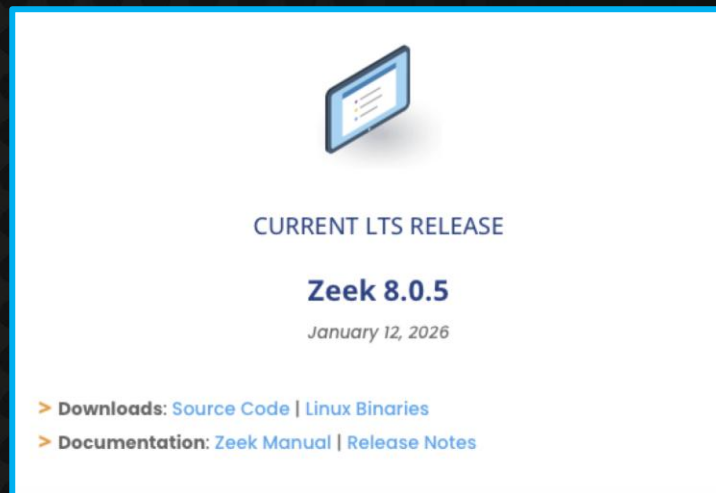 CURRENT LTS RELEASE
Zeek 8.0.5
January 12, 2026
> Downloads: Source Code | Linux Binaries
> Documentation: Zeek Manual | Release Notes